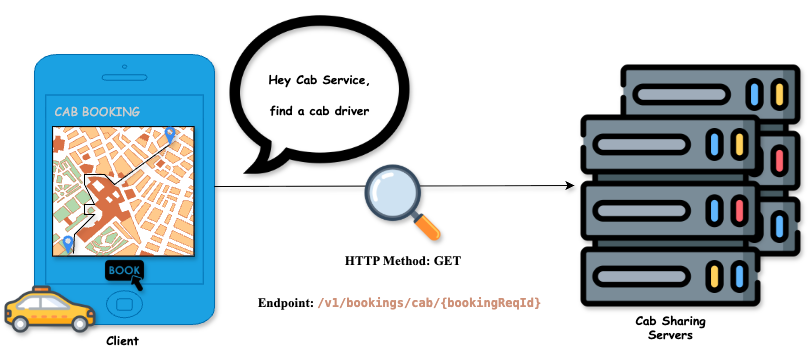 Hey Cab Service,
find a cab driver
CAB BOOKING
BOOK
HTTP Method: GET
Endpoint: /v1/bookings/cab/{bookingReqId}
Client
Cab Sharing
Servers